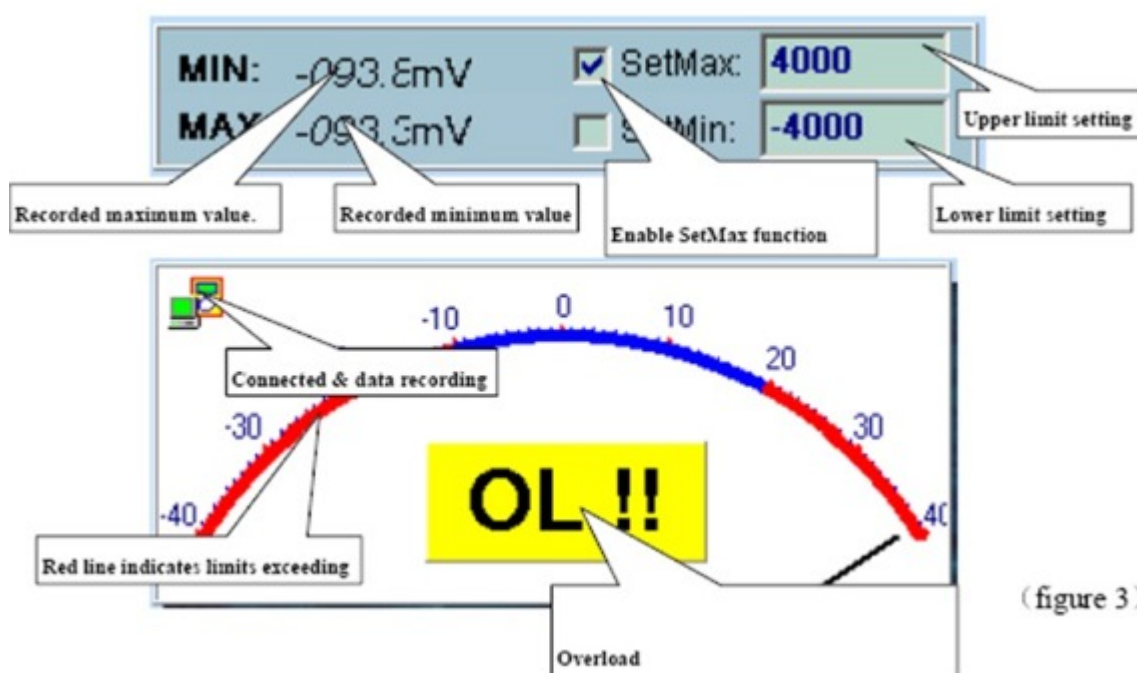 MIN: -093.8mV
SetMax: 4000
MAX -093.3mV
SetMin: -4000
Upper limit setting
Recorded maximum value.
Recorded minimum value
Enable SetMax function
Lower limit setting
-10 0 10
20
Connected & data recording
-30 30
OL !!
-40 40
Red line indicates limits exceeding
(figure 3)
Overload